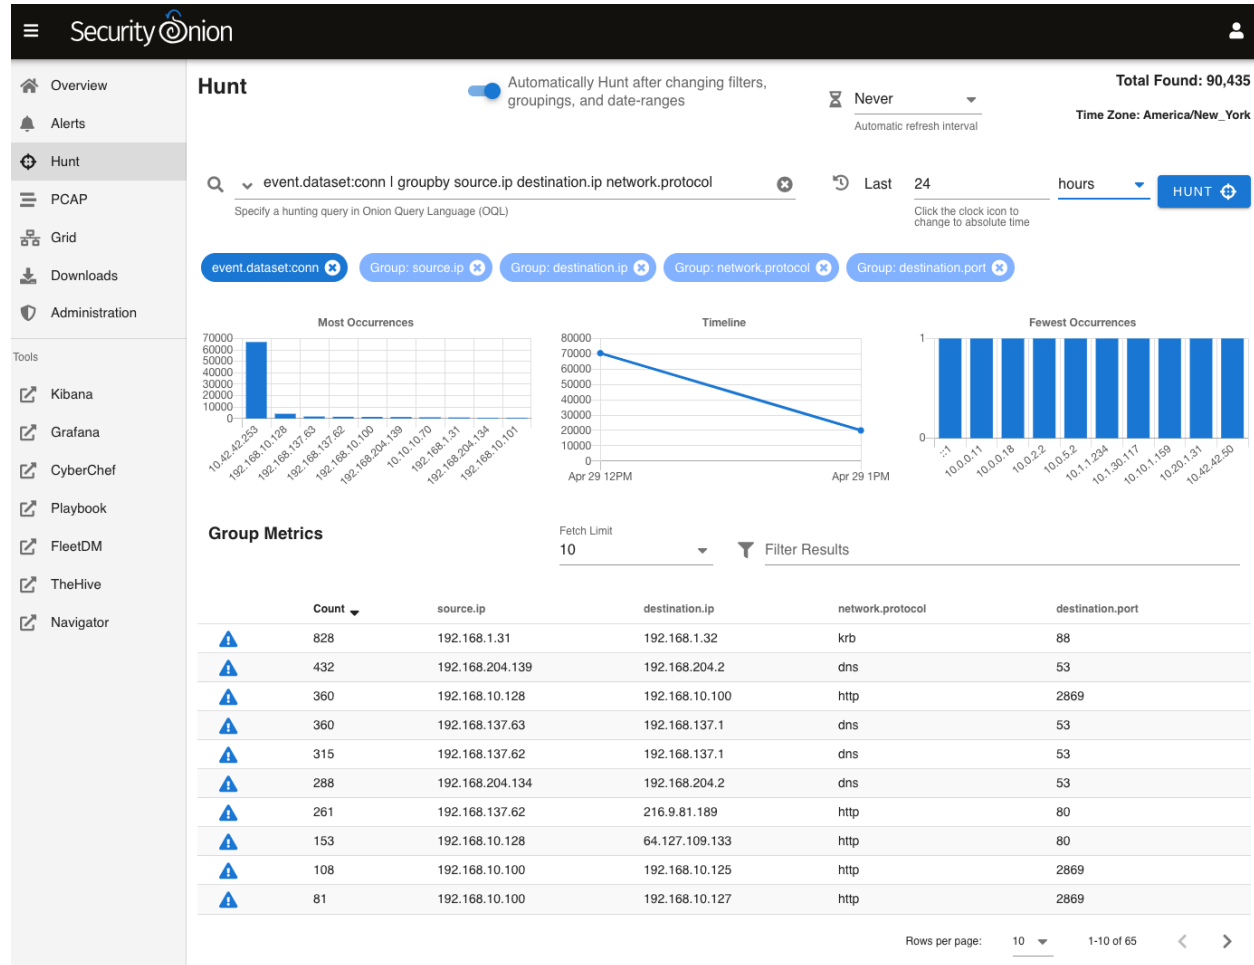 Security Onion
Overview
Alerts
Hunt
PCAP
Grid
Downloads
Administration
Tools
Kibana
Grafana
CyberChef
Playbook
FleetDM
TheHive
Navigator
Hunt
Automatically Hunt after changing filters,
groupings, and date-ranges
Never
Automatic refresh interval
Total Found: 90,435
Time Zone: America/New_York
event.dataset:conn | groupby source.ip destination.ip network.protocol
Specify a hunting query in Onion Query Language (OQL)
Last 24 hours
Click the clock icon to
change to absolute time
HUNT
event.dataset:conn Group: source.ip Group: destination.ip Group: network.protocol Group: destination.port
Most Occurrences
70000
60000
50000
40000
30000
20000
10000
0
10.42.42.253 192.168.10.128 192.168.137.63 192.168.137.62 192.168.10.100 192.168.204.139 10.10.10.70 192.168.1.31 192.168.204.134 192.168.10.101
Timeline
80000
70000
60000
50000
40000
30000
20000
10000
0
Apr 29 12PM Apr 29 1PM
Fewest Occurrences
1
0
::1 10.0.0.11 10.0.0.18 10.0.2.2 10.0.5.2 10.1.1.234 10.1.30.117 10.10.1.159 10.20.1.31 10.42.42.50
Group Metrics
Fetch Limit
10
Filter Results
Count source.ip destination.ip network.protocol destination.port
828 192.168.1.31 192.168.1.32 krb 88
432 192.168.204.139 192.168.204.2 dns 53
360 192.168.10.128 192.168.10.100 http 2869
360 192.168.137.63 192.168.137.1 dns 53
315 192.168.137.62 192.168.137.1 dns 53
288 192.168.204.134 192.168.204.2 dns 53
261 192.168.137.62 216.9.81.189 http 80
153 192.168.10.128 64.127.109.133 http 80
108 192.168.10.100 192.168.10.125 http 2869
81 192.168.10.100 192.168.10.127 http 2869
Rows per page: 10 1-10 of 65